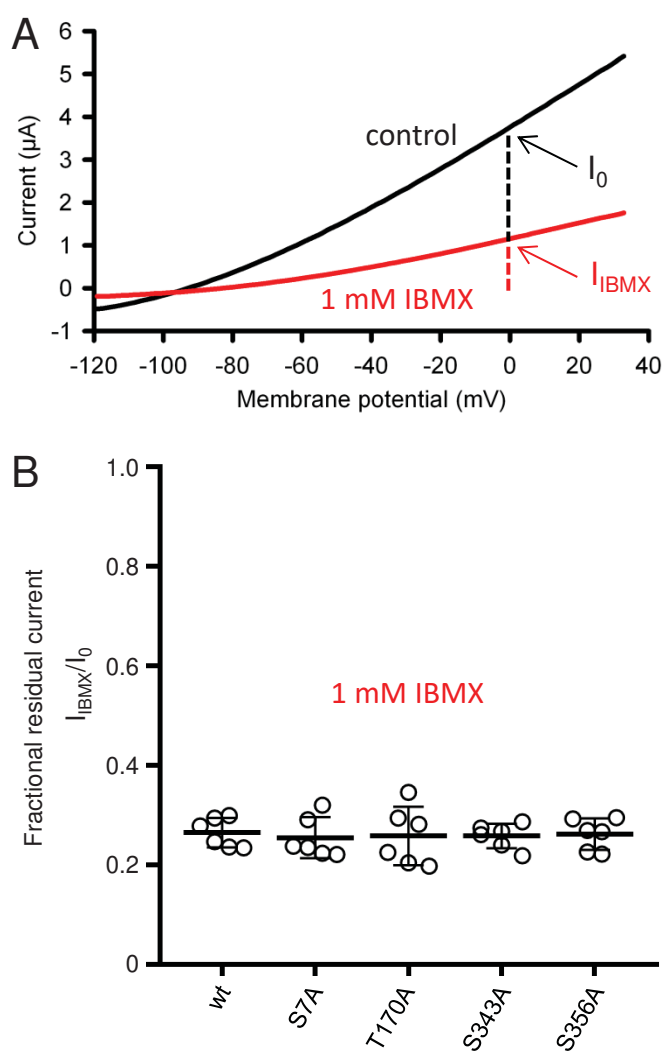 A
6
5
4
3
2
1
0
-1
Current (µA)
control
I0
IIBMX
1 mM IBMX
-120 -100 -80 -60 -40 -20 0 20 40
Membrane potential (mV)
B
1.0
0.8
0.6
0.4
0.2
0
Fractional residual current
IIBMX/I0
1 mM IBMX
wt S7A T170A S343A S356A